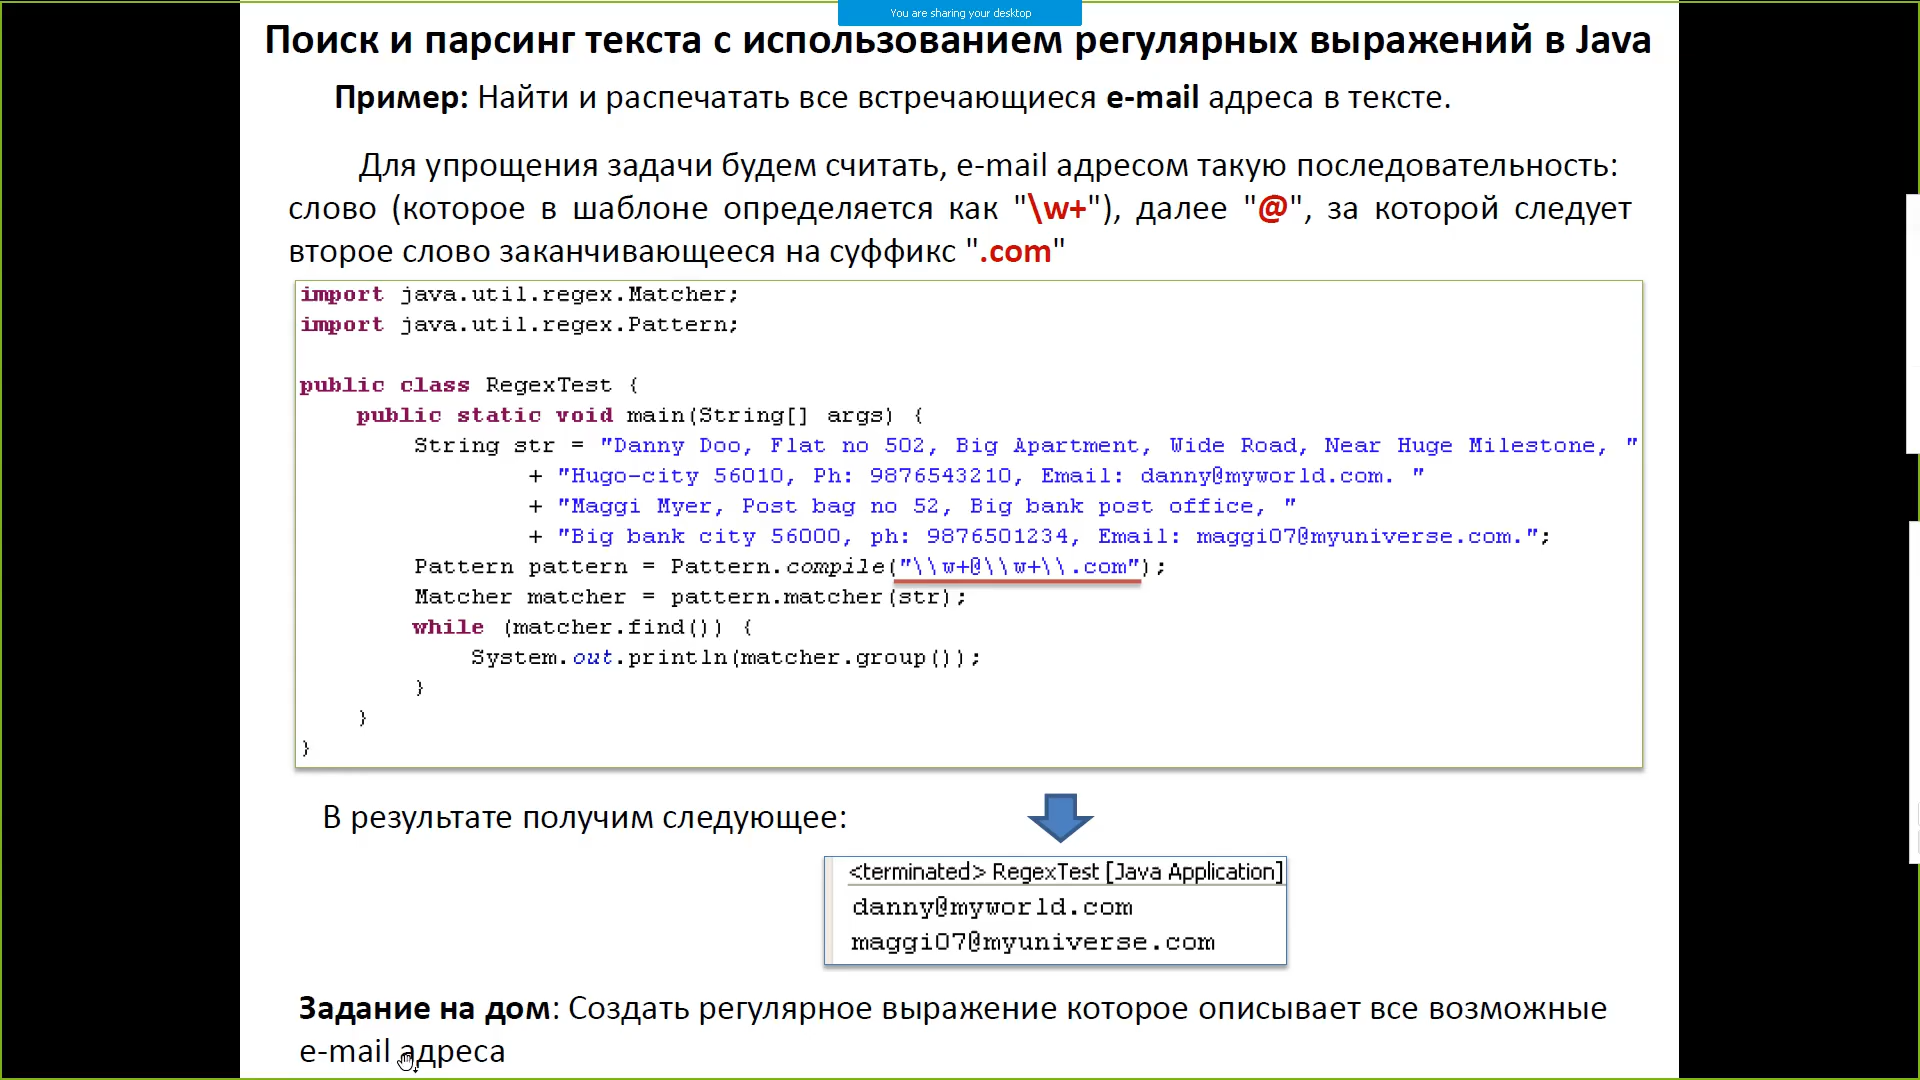 You are sharing your desktop
Поиск и парсинг текста с использованием регулярных выражений в Java
Пример: Найти и распечатать все встречающиеся e-mail адреса в тексте.
Для упрощения задачи будем считать, e-mail адресом такую последовательность:
слово (которое в шаблоне определяется как "\w+"), далее "@", за которой следует
второе слово заканчивающееся на суффикс ".com"
import java.util.regex.Matcher;
import java.util.regex.Pattern;
public class RegexTest {
public static void main(String[] args) {
String str = "Danny Doo, Flat no 502, Big Apartment, Wide Road, Near Huge Milestone, "
+ "Hugo-city 56010, Ph: 9876543210, Email: danny@myworld.com. "
+ "Maggi Myer, Post bag no 52, Big bank post office, "
+ "Big bank city 56000, ph: 9876501234, Email: maggi07@myuniverse.com.";
Pattern pattern = Pattern.compile("\\w+@\\w+\\.com");
Matcher matcher = pattern.matcher(str);
while (matcher.find()) {
System.out.println(matcher.group());
}
}
}
В результате получим следующее:
<terminated> RegexTest [Java Application]
danny@myworld.com
maggi07@myuniverse.com
Задание на дом: Создать регулярное выражение которое описывает все возможные
e-mail адреса